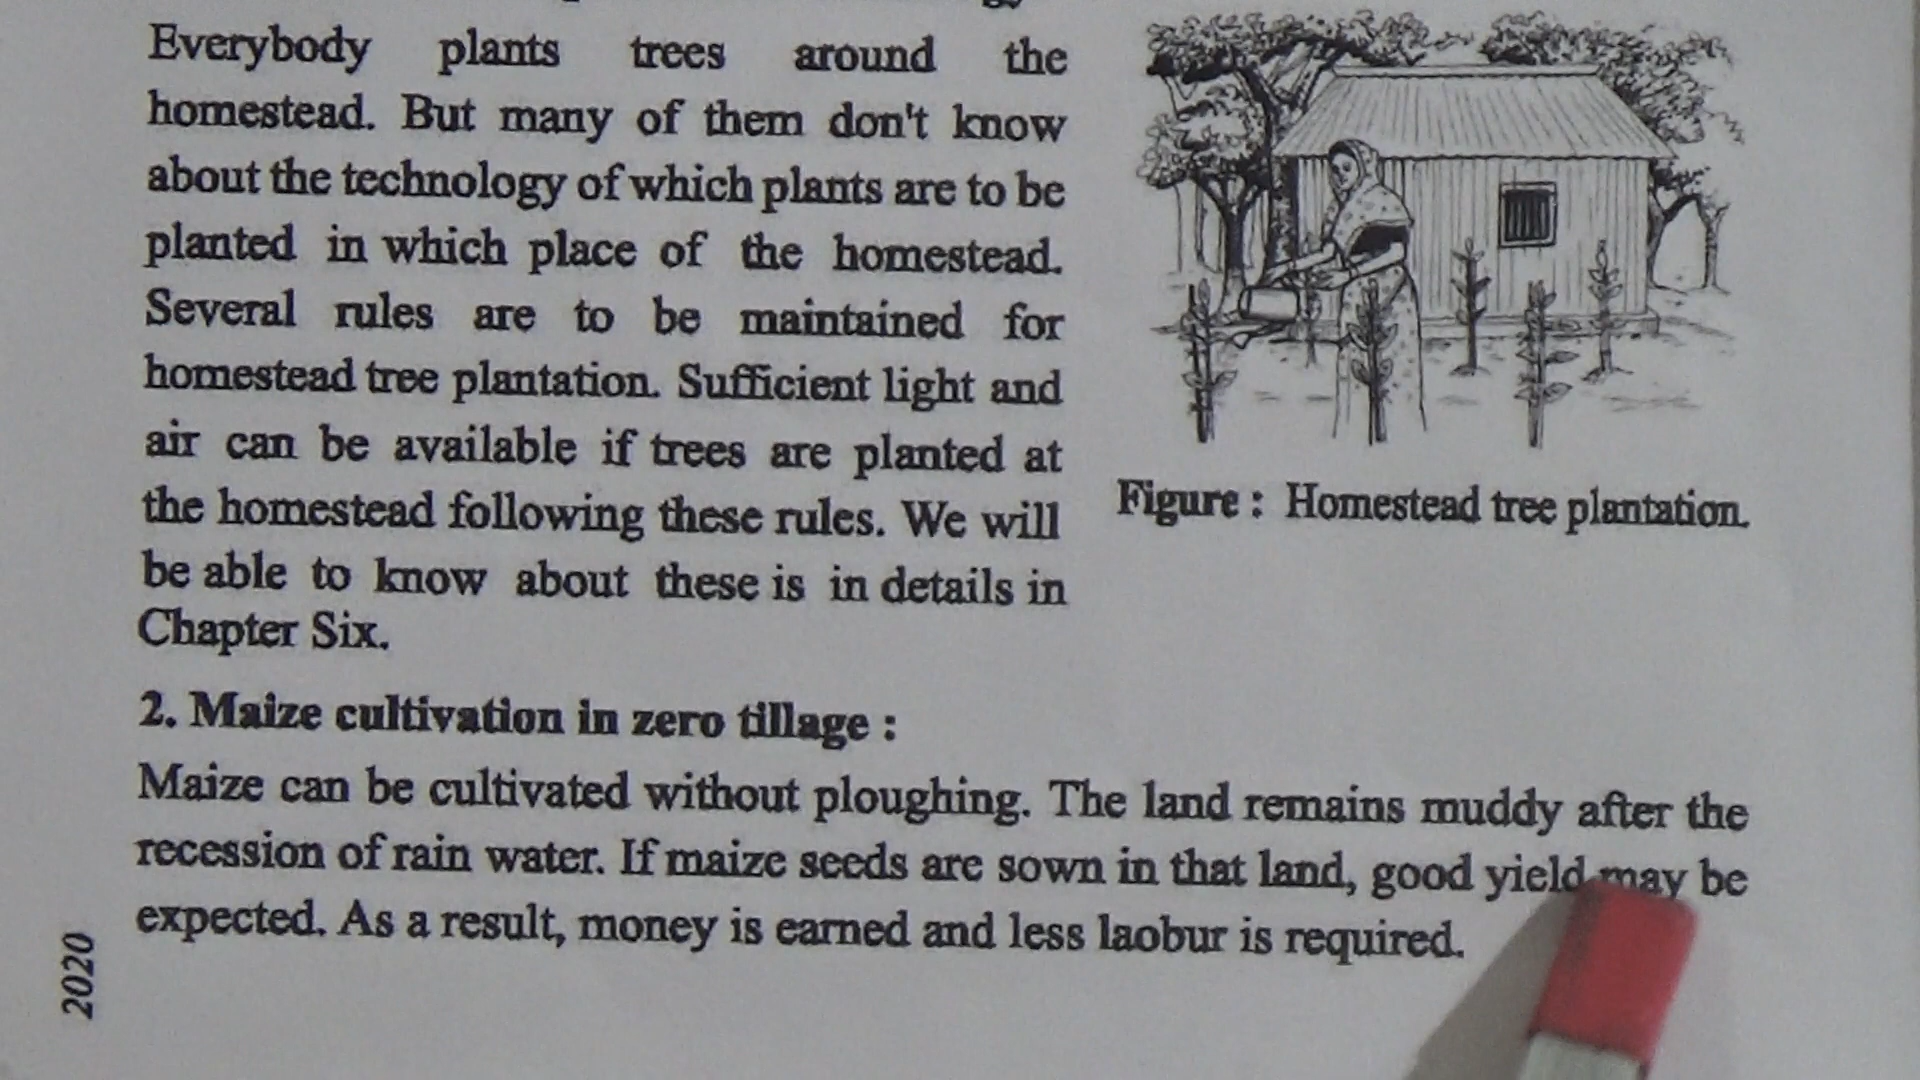 Everybody plants trees around the
homestead. But many of them don't know
about the technology of which plants are to be
planted in which place of the homestead.
Several rules are to be maintained for
homestead tree plantation. Sufficient light and
air can be available if trees are planted at
the homestead following these rules. We will
be able to know about these is in details in
Chapter Six.
Figure : Homestead tree plantation.
2. Maize cultivation in zero tillage :
Maize can be cultivated without ploughing. The land remains muddy after the
recession of rain water. If maize seeds are sown in that land, good yield may be
expected. As a result, money is earned and less laobur is required.
2020